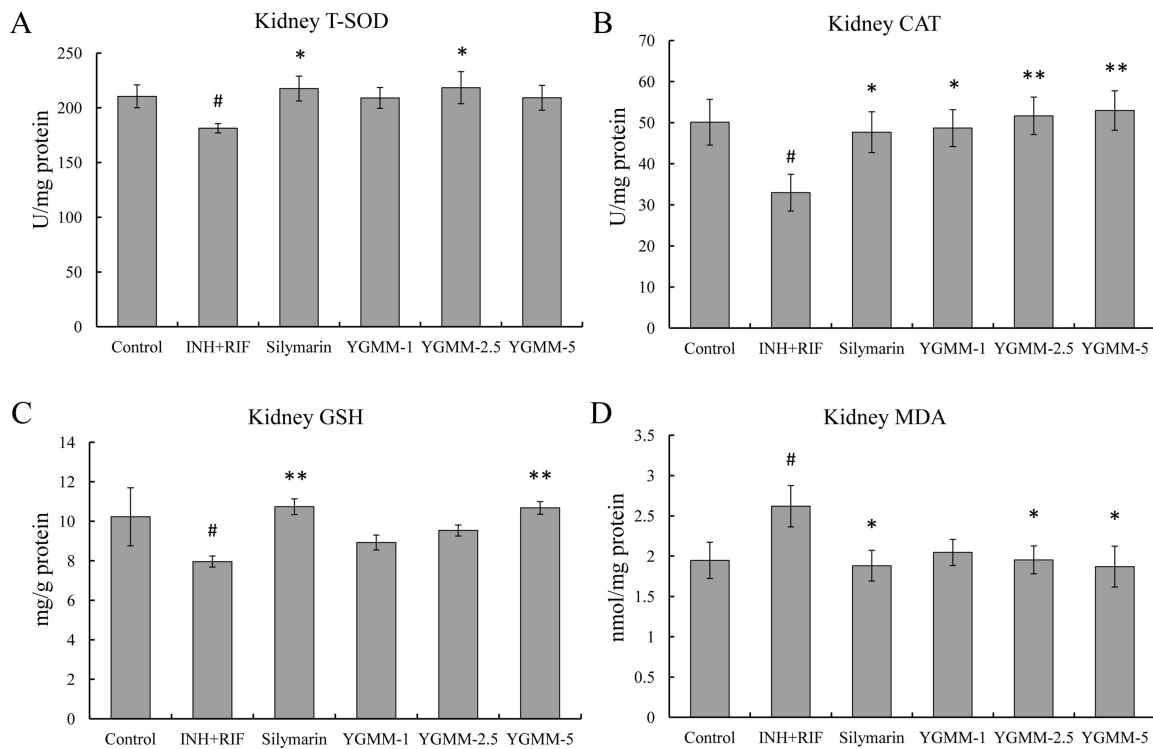 A
Kidney T-SOD
U/mg protein
250
200
150
100
50
0
#
*
*
Control INH+RIF Silymarin YGMM-1 YGMM-2.5 YGMM-5
B
Kidney CAT
U/mg protein
70
60
50
40
30
20
10
0
#
*
*
**
**
Control INH+RIF Silymarin YGMM-1 YGMM-2.5 YGMM-5
C
Kidney GSH
mg/g protein
14
12
10
8
6
4
2
0
#
**
**
Control INH+RIF Silymarin YGMM-1 YGMM-2.5 YGMM-5
D
Kidney MDA
nmol/mg protein
3.5
3
2.5
2
1.5
1
0.5
0
#
*
*
*
Control INH+RIF Silymarin YGMM-1 YGMM-2.5 YGMM-5